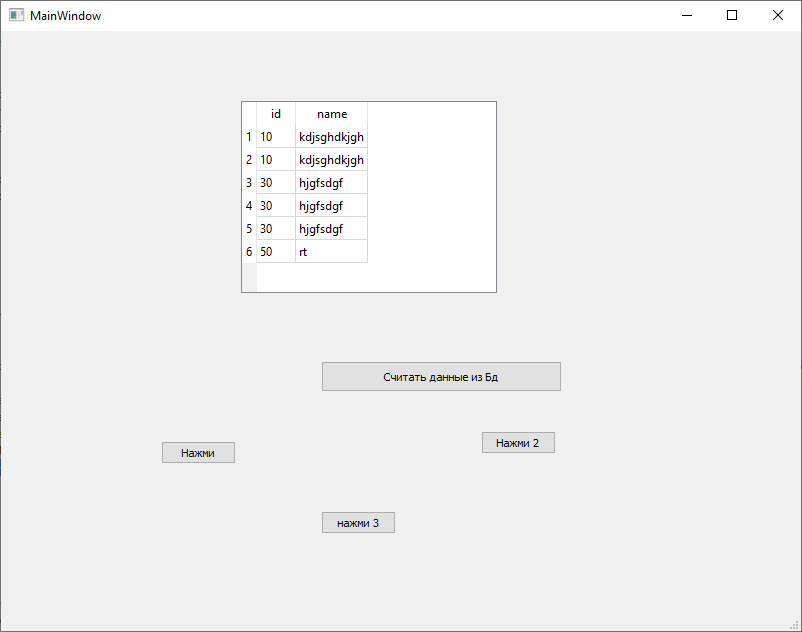 MainWindow
id name
1 10 kdjsghdkjgh
2 10 kdjsghdkjgh
3 30 hjgfsdgf
4 30 hjgfsdgf
5 30 hjgfsdgf
6 50 rt
Считать данные из Бд
Нажми 2
Нажми
нажми 3